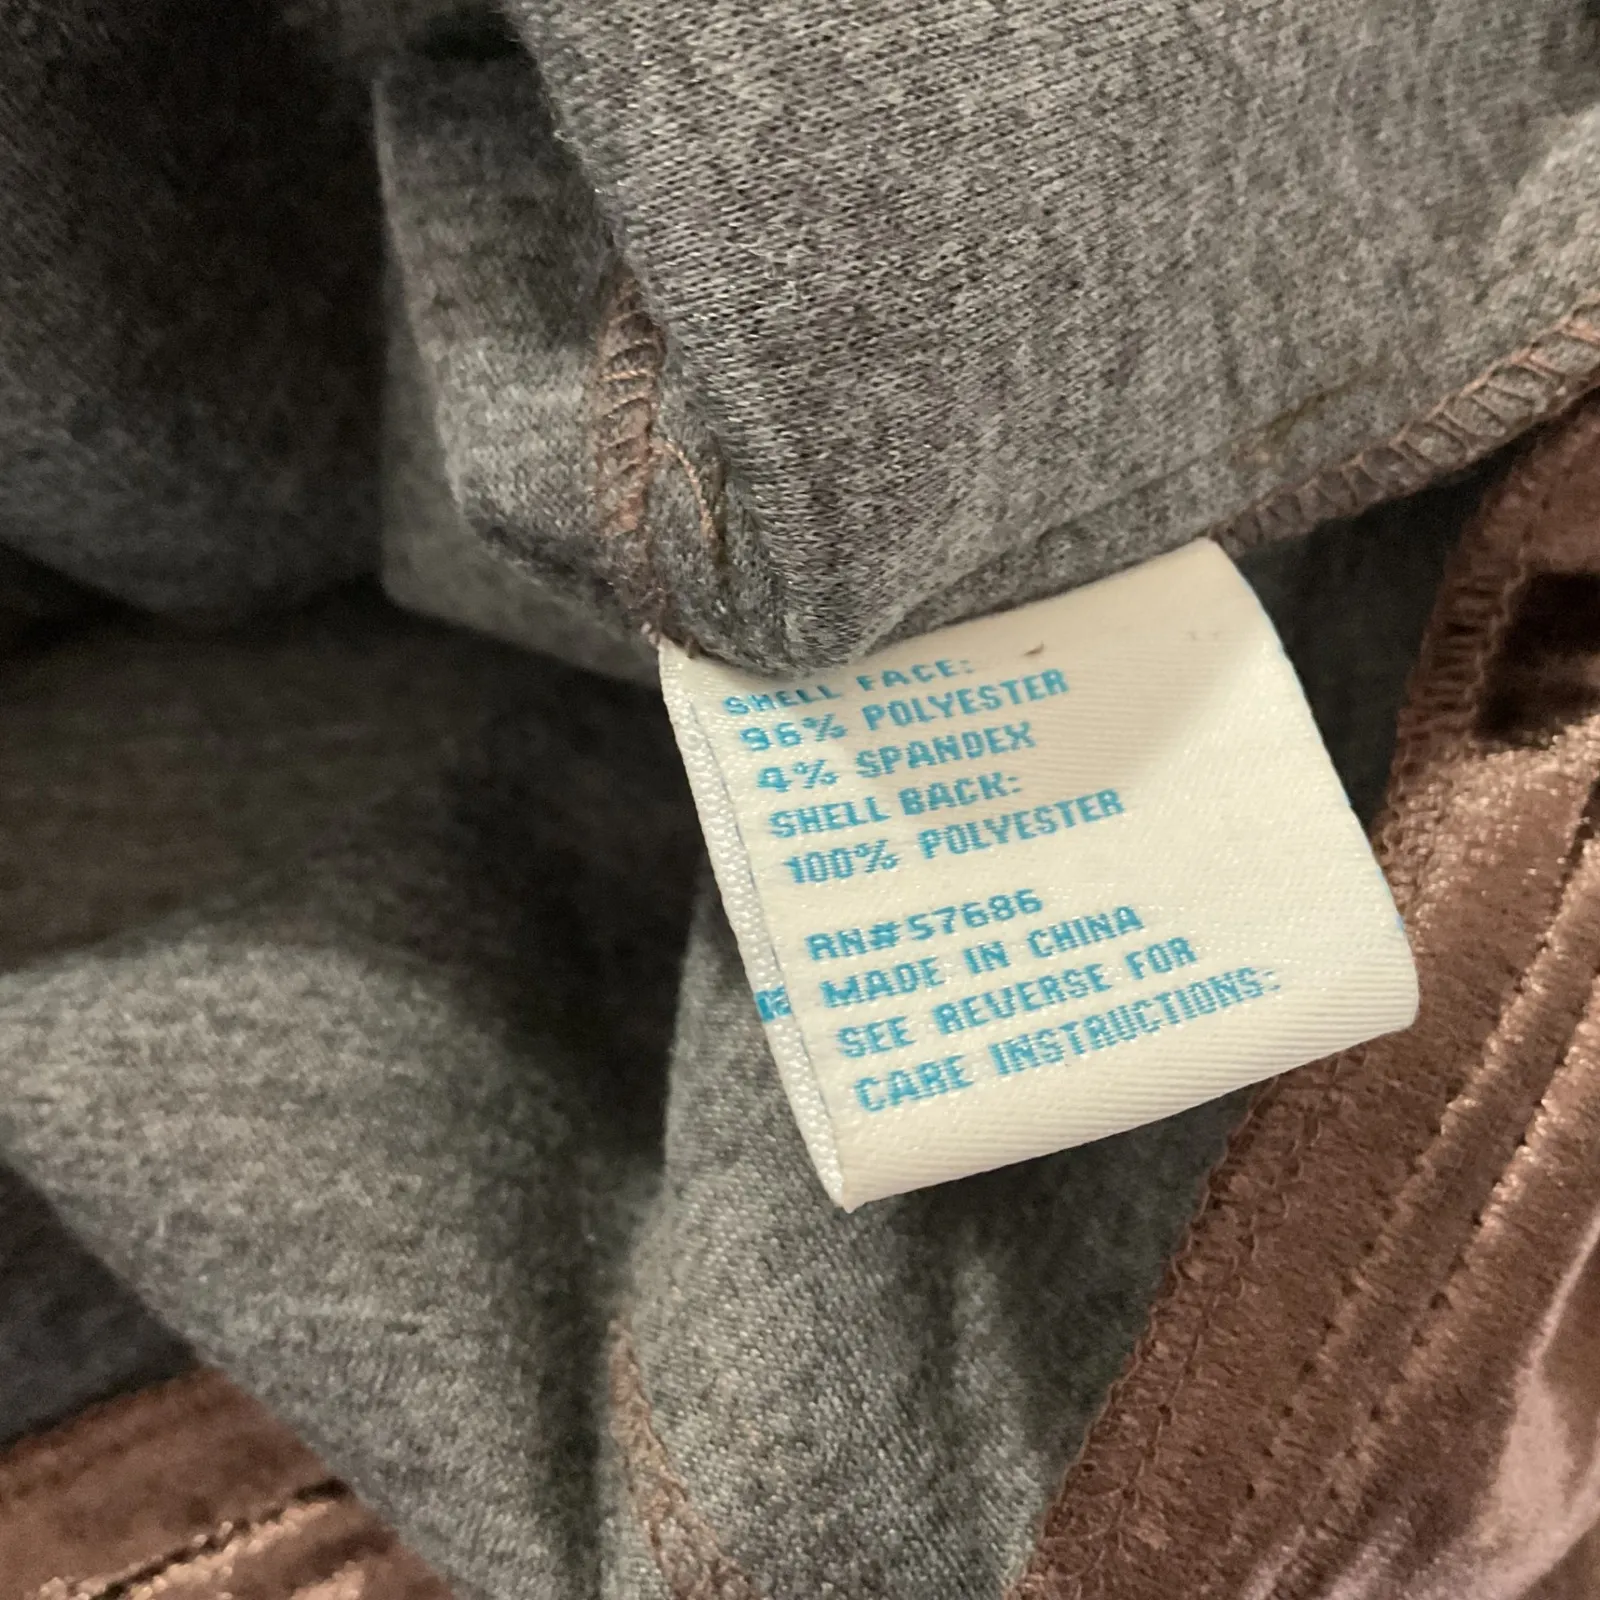 SHELL FACE:
96% POLYESTER
4% SPANDEX
SHELL BACK:
100% POLYESTER
RN#57686
MADE IN CHINA
SEE REVERSE FOR
CARE INSTRUCTIONS: